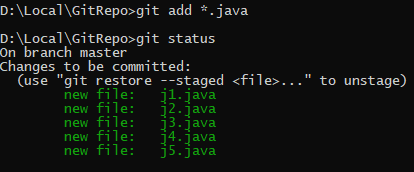 D:\Local\GitRepo>git add *.java
D:\Local\GitRepo>git status
On branch master
Changes to be committed:
  (use "git restore --staged <file>..." to unstage)
        new file:   j1.java
        new file:   j2.java
        new file:   j3.java
        new file:   j4.java
        new file:   j5.java